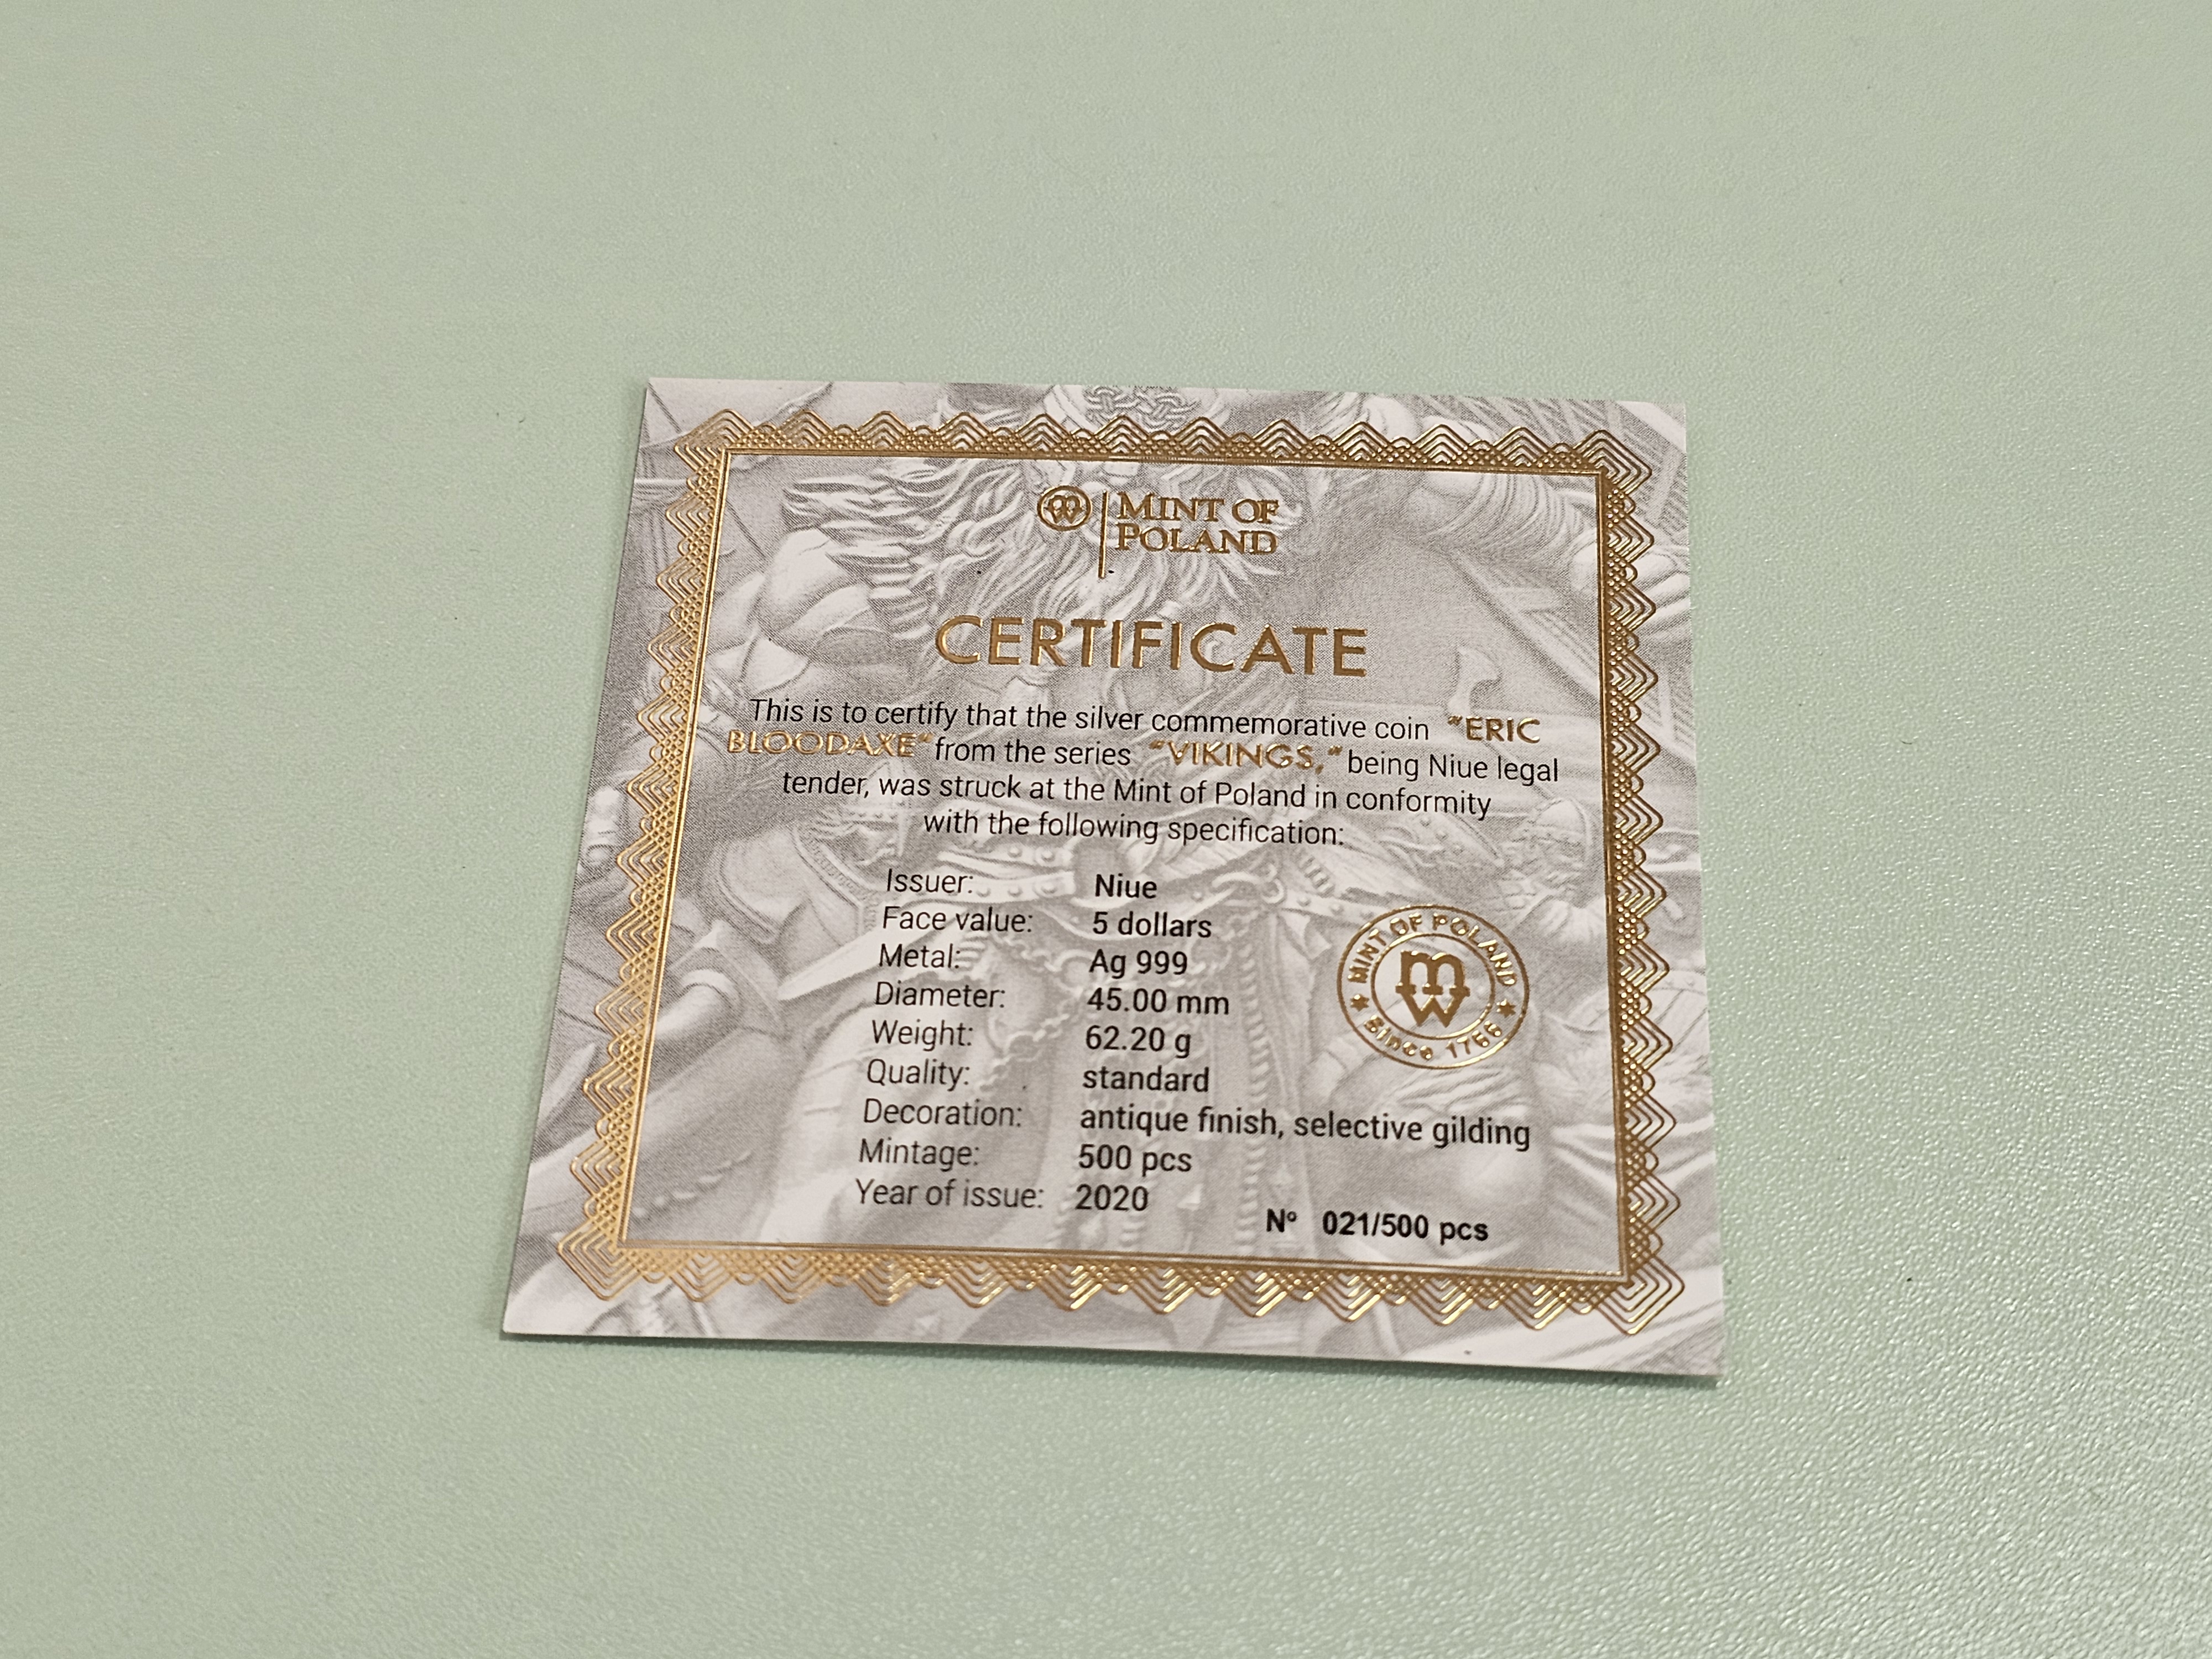 MINT OF
POLAND
CERTIFICATE
This is to certify that the silver commemorative coin "ERIC
BLOODAXE" from the series "VIKINGS," being Niue legal
tender, was struck at the Mint of Poland in conformity
with the following specification:
Issuer: Niue
Face value: 5 dollars
Metal: Ag 999
Diameter: 45.00 mm
Weight: 62.20 g
Quality: standard
Decoration: antique finish, selective gilding
Mintage: 500 pcs
Year of issue: 2020
MINT OF POLAND
mw
Since 1766
Nº 021/500 pcs